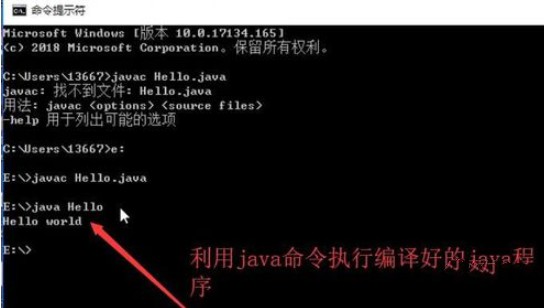 命令提示符
Microsoft Windows [版本 10.0.17134.165]
(c) 2018 Microsoft Corporation。保留所有权利。
C:\Users\13667>javac Hello.java
javac: 找不到文件: Hello.java
用法: javac <options> <source files>
-help 用于列出可能的选项
C:\Users\13667>e:
E:\>javac Hello.java
E:\>java Hello
Hello world
E:\>
利用java命令执行编译好的java程
序